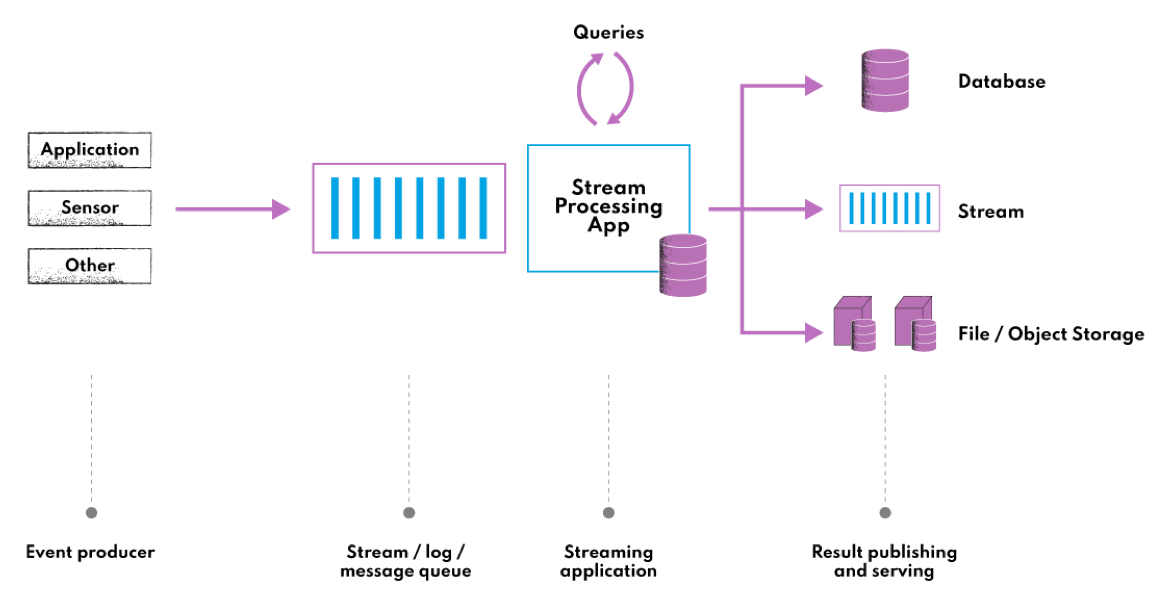 Queries
Database
Application
Stream
Processing
App
Sensor
Stream
Other
File / Object Storage
Event producer
Stream / log /
message queue
Streaming
application
Result publishing
and serving